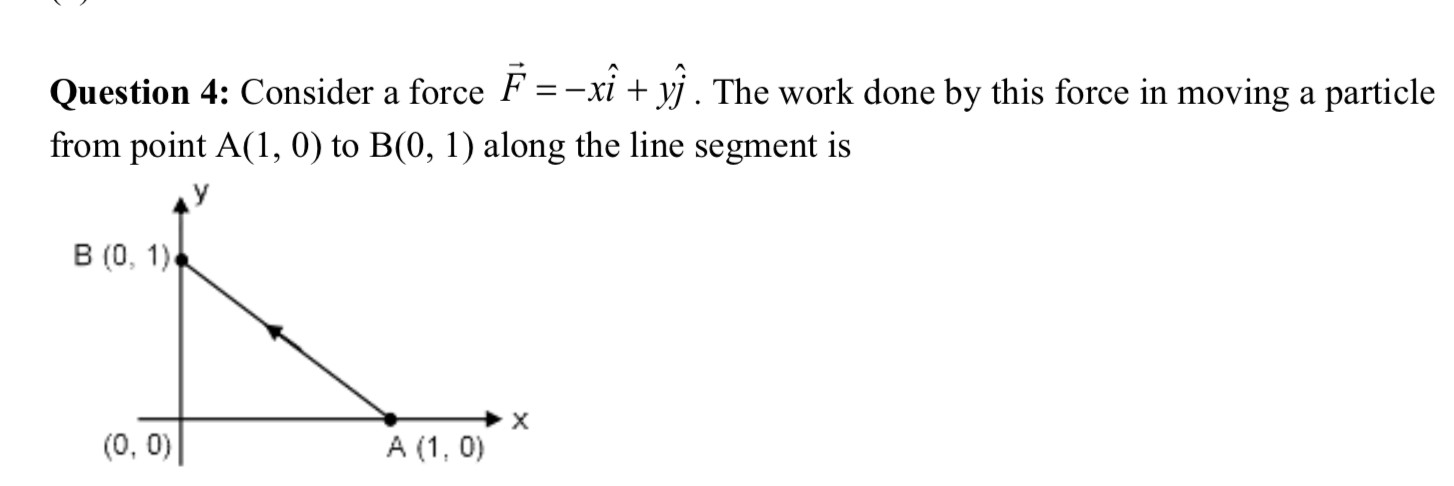 Question 4: Consider a force $\vec{F} = -x\hat{i} + y\hat{j}$. The work done by this force in moving a particle
from point A(1, 0) to B(0, 1) along the line segment is
y
B (0, 1)
x
(0, 0)
A (1, 0)